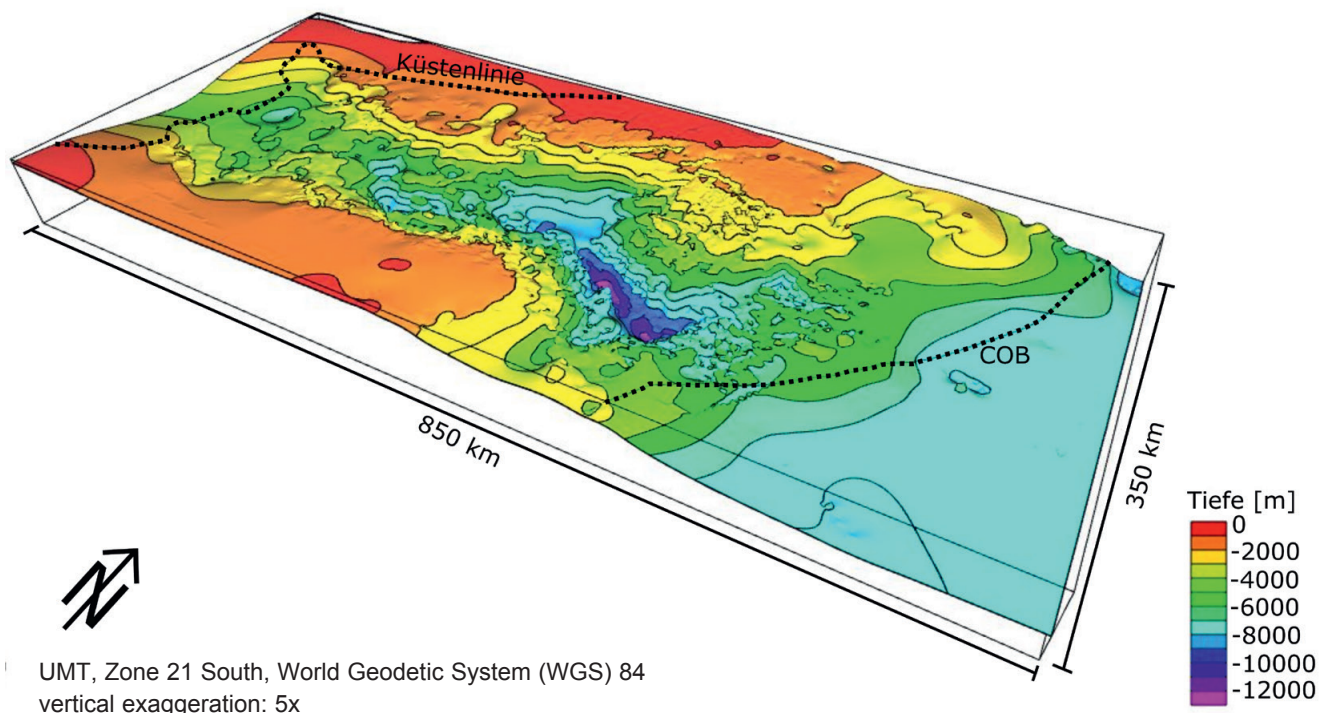 Küstenlinie
COB
850 km
350 km
Tiefe [m]
0
-2000
-4000
-6000
-8000
-10000
-12000
N
UMT, Zone 21 South, World Geodetic System (WGS) 84
vertical exaggeration: 5x